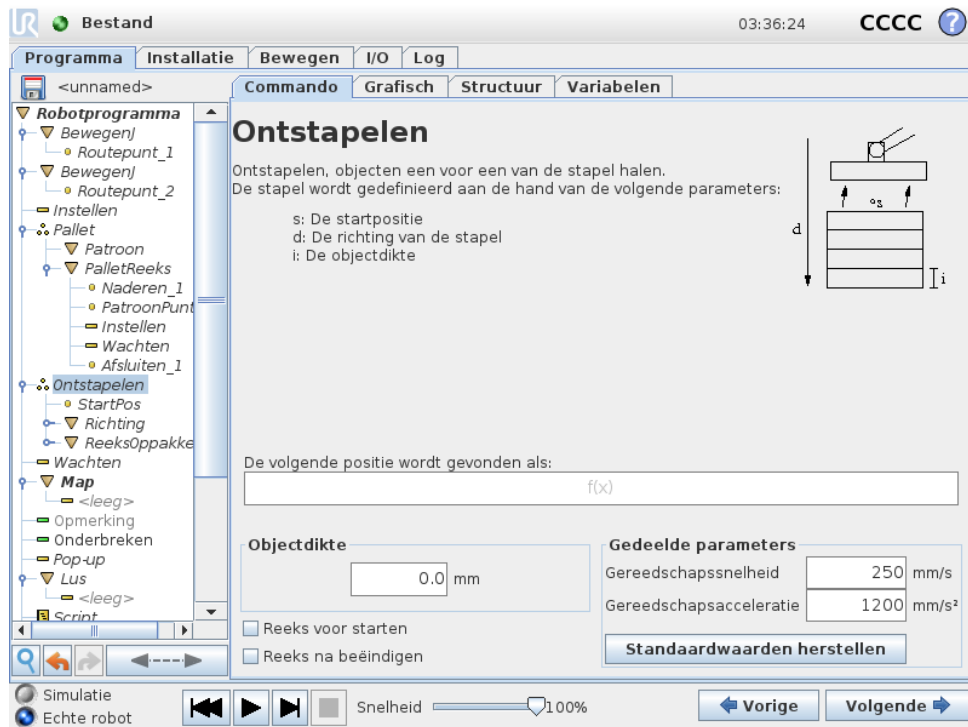 UR Bestand 03:36:24 CCCC ?
Programma Installatie Bewegen I/O Log
<unnamed>
Commando Grafisch Structuur Variabelen
Robotprogramma
BewegenJ
Routepunt_1
BewegenJ
Routepunt_2
Instellen
Pallet
Patroon
PalletReeks
Naderen_1
PatroonPunt
Instellen
Wachten
Afsluiten_1
Ontstapelen
StartPos
Richting
ReeksOppakke
Wachten
Map
<leeg>
Opmerking
Onderbreken
Pop-up
Lus
<leeg>
Script
Ontstapelen
Ontstapelen, objecten een voor een van de stapel halen.
De stapel wordt gedefinieerd aan de hand van de volgende parameters:
s: De startpositie
d: De richting van de stapel
i: De objectdikte
s
d
i
De volgende positie wordt gevonden als:
f(x)
Objectdikte
0.0 mm
Reeks voor starten
Reeks na beëindigen
Gedeelde parameters
Gereedschapssnelheid 250 mm/s
Gereedschapsacceleratie 1200 mm/s²
Standaardwaarden herstellen
Simulatie
Echte robot
Snelheid 100%
Vorige Volgende